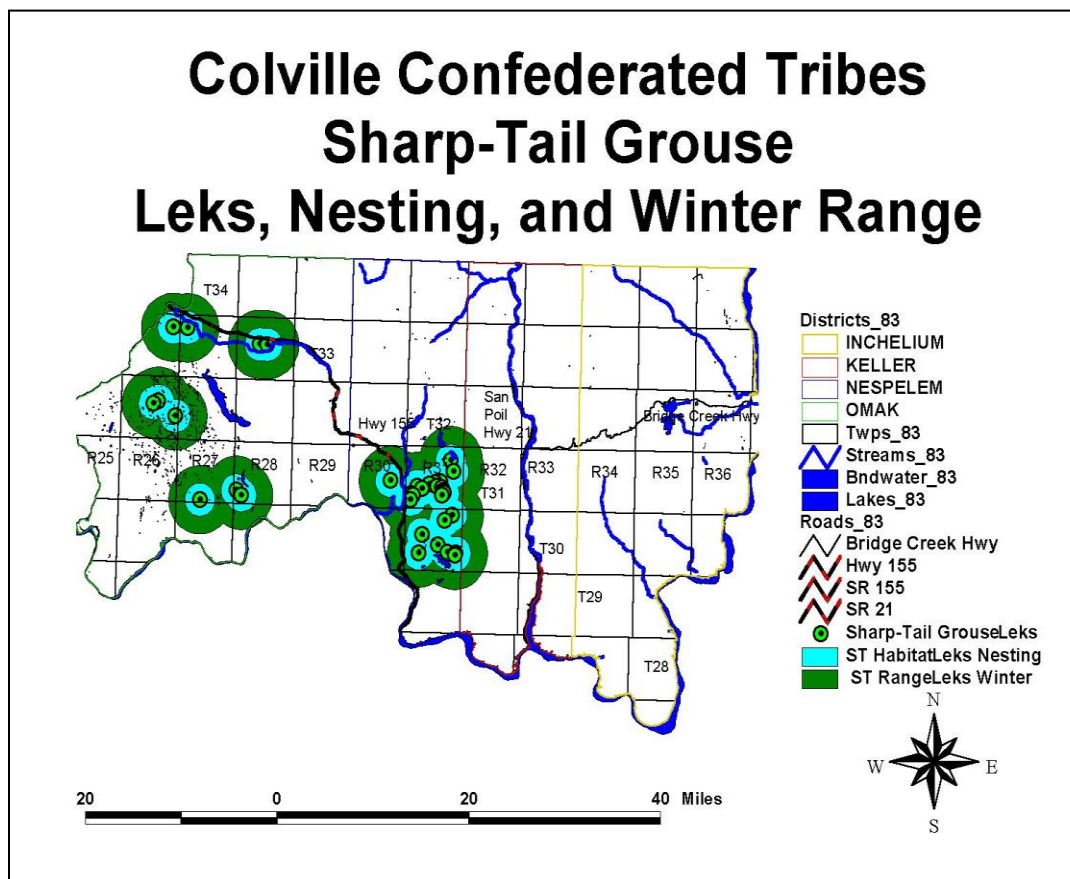 Colville Confederated Tribes
Sharp-Tail Grouse
Leks, Nesting, and Winter Range
T34
T33
San
Poil
Hwy 21
Bridge Creek Hwy
Hwy 155
T32
R25
R26
R27
R28
R29
R30
R31
R32
R33
R34
R35
R36
T31
T30
T29
T28
Districts_83
INCHELIUM
KELLER
NESPELEM
OMAK
Twps_83
Streams_83
Bndwater_83
Lakes_83
Roads_83
Bridge Creek Hwy
Hwy 155
SR 155
SR 21
Sharp-Tail GrouseLeks
ST HabitatLeks Nesting
ST RangeLeks Winter
N
W
E
S
20 0 20 40 Miles